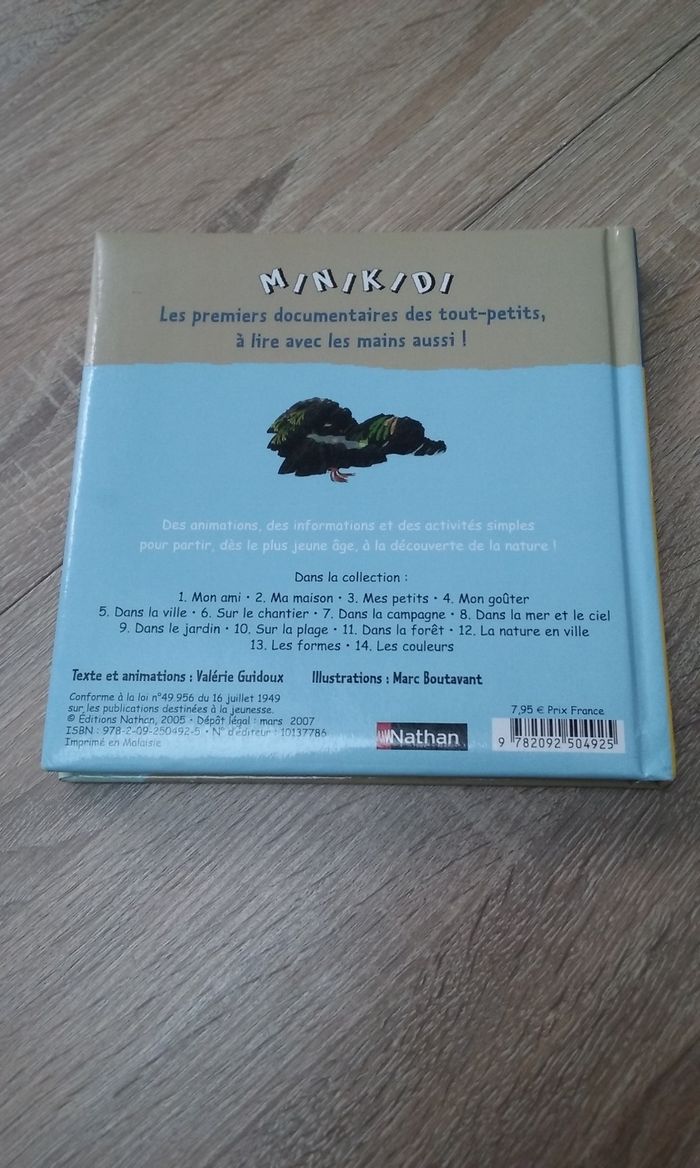 MINIKIDI
Les premiers documentaires des tout-petits,
à lire avec les mains aussi !
Des animations, des informations et des activités simples
pour partir, dès le plus jeune âge, à la découverte de la nature !
Dans la collection :
1. Mon ami • 2. Ma maison • 3. Mes petits • 4. Mon goûter
5. Dans la ville • 6. Sur le chantier • 7. Dans la campagne • 8. Dans la mer et le ciel
9. Dans le jardin • 10. Sur la plage • 11. Dans la forêt • 12. La nature en ville
13. Les formes • 14. Les couleurs
Texte et animations : Valérie Guidoux Illustrations : Marc Boutavant
Conforme à la loi n°49.956 du 16 juillet 1949
sur les publications destinées à la jeunesse.
© Éditions Nathan, 2005 • Dépôt légal : mars 2007
ISBN : 978-2-09-250492-5 • N° d'éditeur : 10137786
Imprimé en Malaisie
Nathan
7,95 € Prix France
9 782092 504925